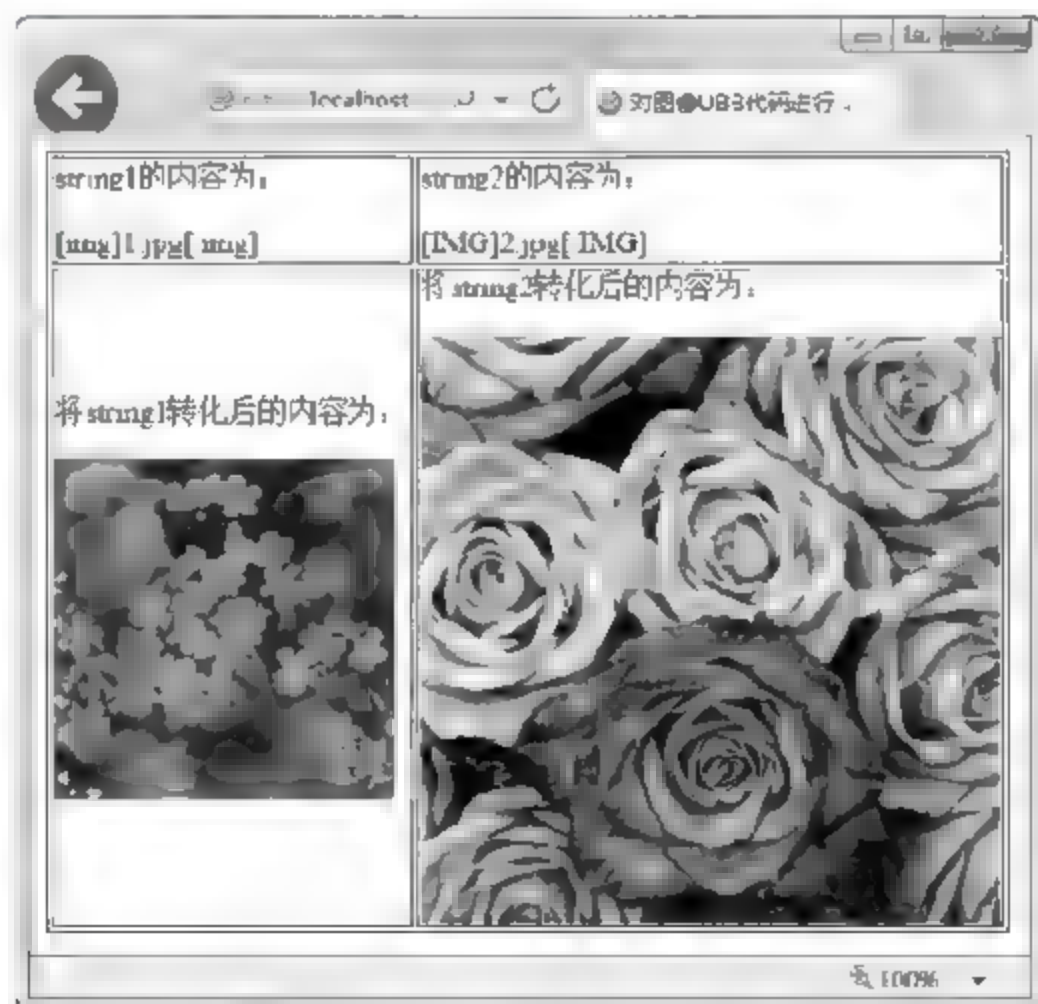 localhost
对图像UBB代码进行
string1的内容为：
[img]1.jpg[ img]
string2的内容为：
[IMG]2.jpg[ IMG]
将string1转化后的内容为：
将string2转化后的内容为：
100%